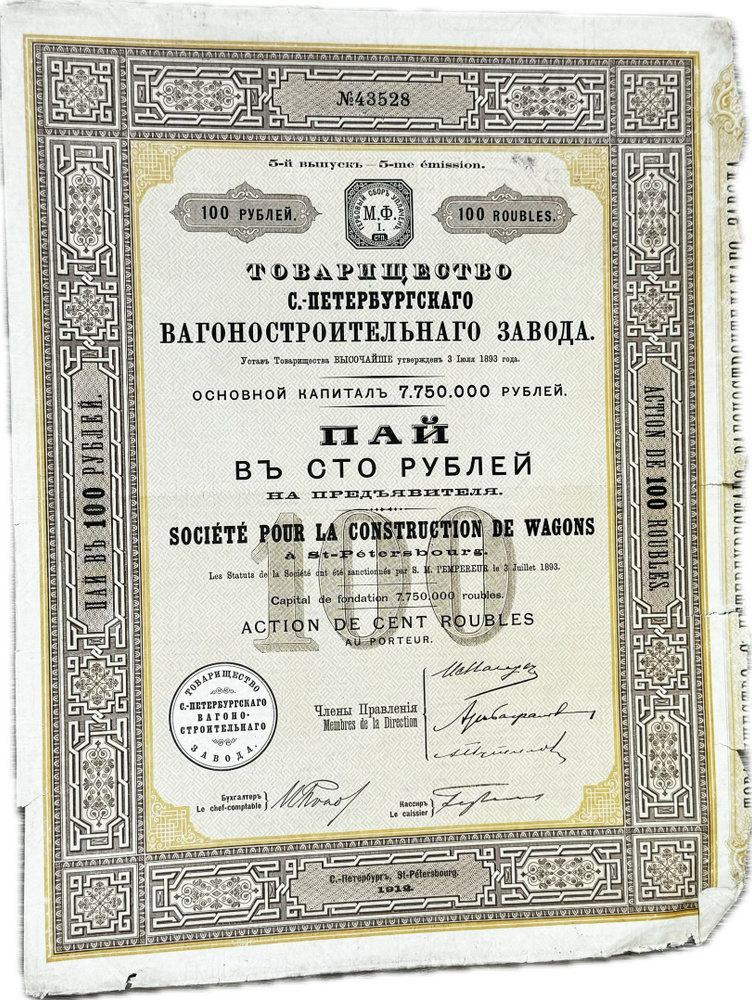 №43528
5-й выпускъ — 5-me émission.
100 РУБЛЕЙ.
ГЕРБОВЫЙ СБОРЪ УПЛАЧЕНЪ
М.Ф.
I.
СТП.
100 ROUBLES.
ТОВАРИЩЕСТВО
С.-ПЕТЕРБУРГСКАГО
ВАГОНОСТРОИТЕЛЬНАГО ЗАВОДА.
Уставъ Товарищества ВЫСОЧАЙШЕ утвержденъ 3 Іюля 1893 года.
ОСНОВНОЙ КАПИТАЛЪ 7.750.000 РУБЛЕЙ.
ПАЙ
ВЪ СТО РУБЛЕЙ
НА ПРЕДЪЯВИТЕЛЯ.
100
SOCIÉTÉ POUR LA CONSTRUCTION DE WAGONS
à St-Pétersbourg.
Les Statuts de la Société ont été sanctionnés par S. M. l'EMPEREUR le 3 Juillet 1893.
Capital de fondation 7.750.000 roubles.
ACTION DE CENT ROUBLES
AU PORTEUR.
ПАЙ ВЪ 100 РУБЛЕЙ.
ACTION DE 100 ROUBLES.
ТОВАРИЩЕСТВО
С.-ПЕТЕРБУРГСКАГО
ВАГОНО-
СТРОИТЕЛЬНАГО
ЗАВОДА.
Члены Правленія
Membres de la Direction
Бухгалтеръ
Le chef-comptable
Кассиръ
Le caissier
С.-Петербургъ, St-Pétersbourg.
1912.